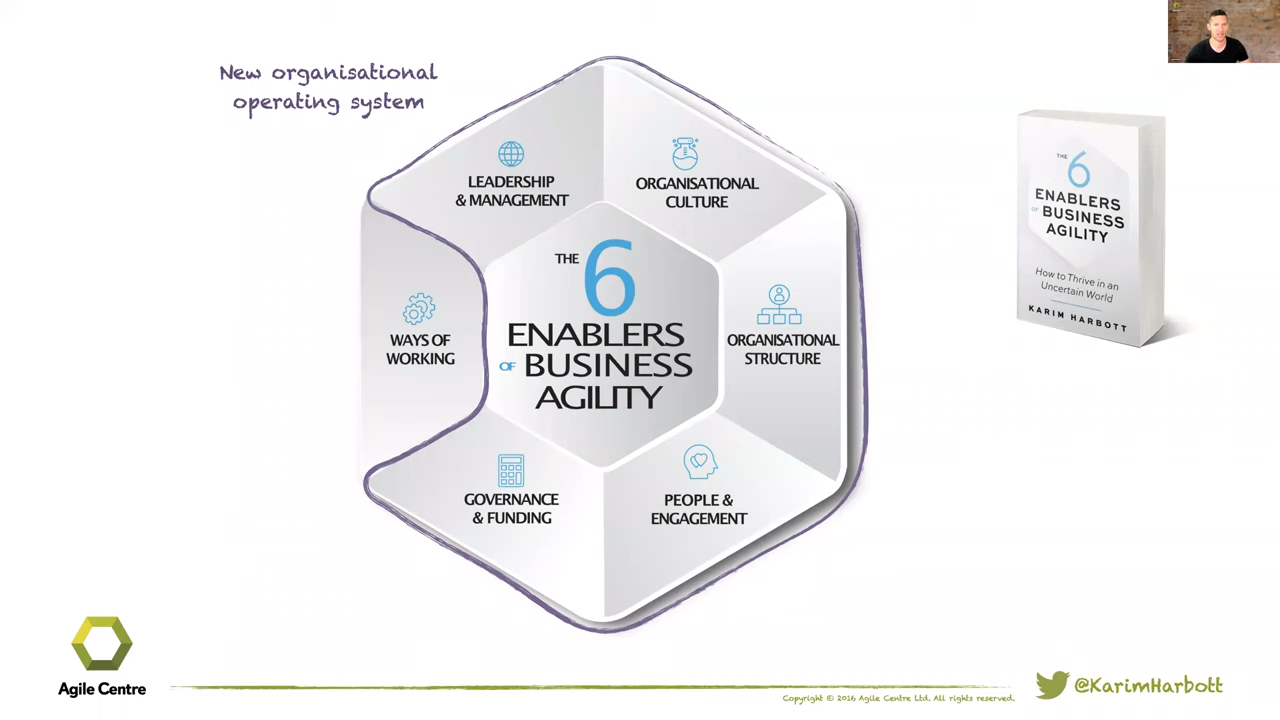 New organisational
operating system
LEADERSHIP
& MANAGEMENT
ORGANISATIONAL
CULTURE
WAYS OF
WORKING
THE 6
ENABLERS
OF BUSINESS
AGILITY
ORGANISATIONAL
STRUCTURE
GOVERNANCE
& FUNDING
PEOPLE &
ENGAGEMENT
THE 6
ENABLERS
OF BUSINESS
AGILITY
How to Thrive in an
Uncertain World
KARIM HARBOTT
Agile Centre
Copyright © 2016 Agile Centre Ltd. All rights reserved.
@KarimHarbott